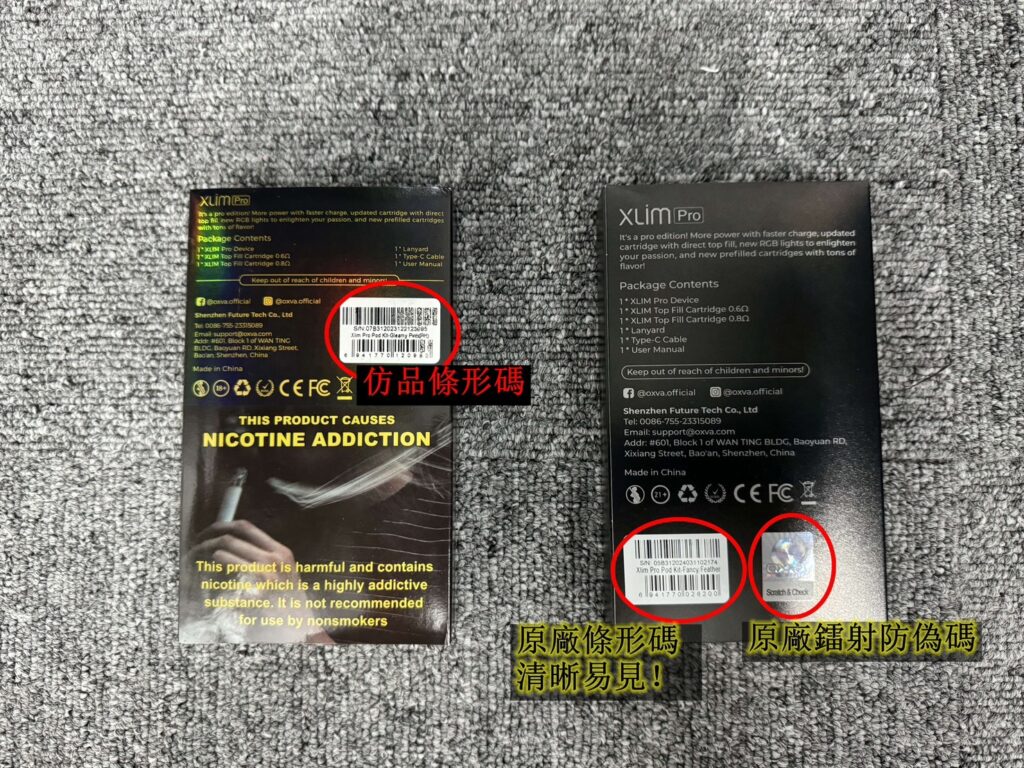 XLIM Pro
It's a pro edition! More power with faster charge, updated cartridge with direct
top fill, new RGB lights to enlighten your passion, and new prefilled cartridges
with tons of flavor!
Package Contents
1 * XLIM Pro Device
1 * XLIM Top Fill Cartridge 0.6Ω
1 * XLIM Top Fill Cartridge 0.8Ω
1 * Lanyard
1 * Type-C Cable
1 * User Manual
Keep out of reach of children and minors!
@oxva.official @oxva.official
Shenzhen Future Tech Co., Ltd
Tel: 0086-755-23315089
Email: support@oxva.com
Addr: #601, Block 1 of WAN TING
BLDG, Baoyuan RD, Xixiang Street,
Bao'an, Shenzhen, China
Made in China
18+ CE FC
Xlim Pro Pod Kit-Gleamy
仿品條形碼
THIS PRODUCT CAUSES
NICOTINE ADDICTION
This product is harmful and contains
nicotine which is a highly addictive
substance. It is not recommended
for use by nonsmokers
XLIM Pro
It's a pro edition! More power with faster charge, updated
cartridge with direct top fill, new RGB lights to enlighten
your passion, and new prefilled cartridges with tons of
flavor!
Package Contents
1 * XLIM Pro Device
1 * XLIM Top Fill Cartridge 0.6Ω
1 * XLIM Top Fill Cartridge 0.8Ω
1 * Lanyard
1 * Type-C Cable
1 * User Manual
Keep out of reach of children and minors!
@oxva.official @oxva.official
Shenzhen Future Tech Co., Ltd
Tel: 0086-755-23315089
Email: support@oxva.com
Addr: #601, Block 1 of WAN TING BLDG, Baoyuan RD,
Xixiang Street, Bao'an, Shenzhen, China
Made in China
21+ CE FC
S/N: 05B312024031102174
Xlim Pro Pod Kit-Fancy Feather
6 941770 028200
Scratch & Check
原廠條形碼
清晰易見！
原廠鐳射防偽碼